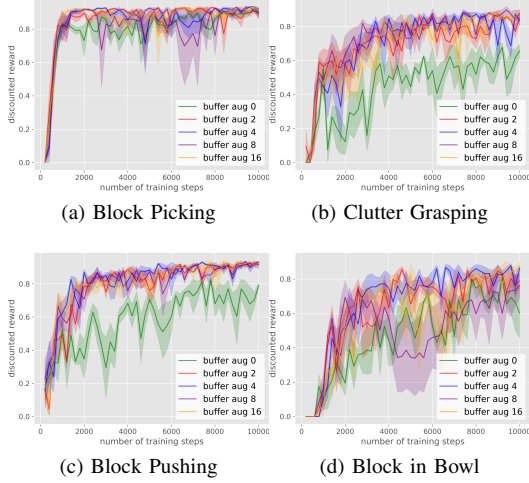 discounted reward
0.8
0.6
0.4
0.2
0.0
buffer aug 0
buffer aug 2
buffer aug 4
buffer aug 8
buffer aug 16
0 2000 4000 6000 8000 10000
number of training steps
(a) Block Picking
discounted reward
0.8
0.6
0.4
0.2
0.0
buffer aug 0
buffer aug 2
buffer aug 4
buffer aug 8
buffer aug 16
0 2000 4000 6000 8000 10000
number of training steps
(b) Clutter Grasping
discounted reward
0.8
0.6
0.4
0.2
0.0
buffer aug 0
buffer aug 2
buffer aug 4
buffer aug 8
buffer aug 16
0 2000 4000 6000 8000 10000
number of training steps
(c) Block Pushing
discounted reward
0.8
0.6
0.4
0.2
0.0
buffer aug 0
buffer aug 2
buffer aug 4
buffer aug 8
buffer aug 16
0 2000 4000 6000 8000 10000
number of training steps
(d) Block in Bowl